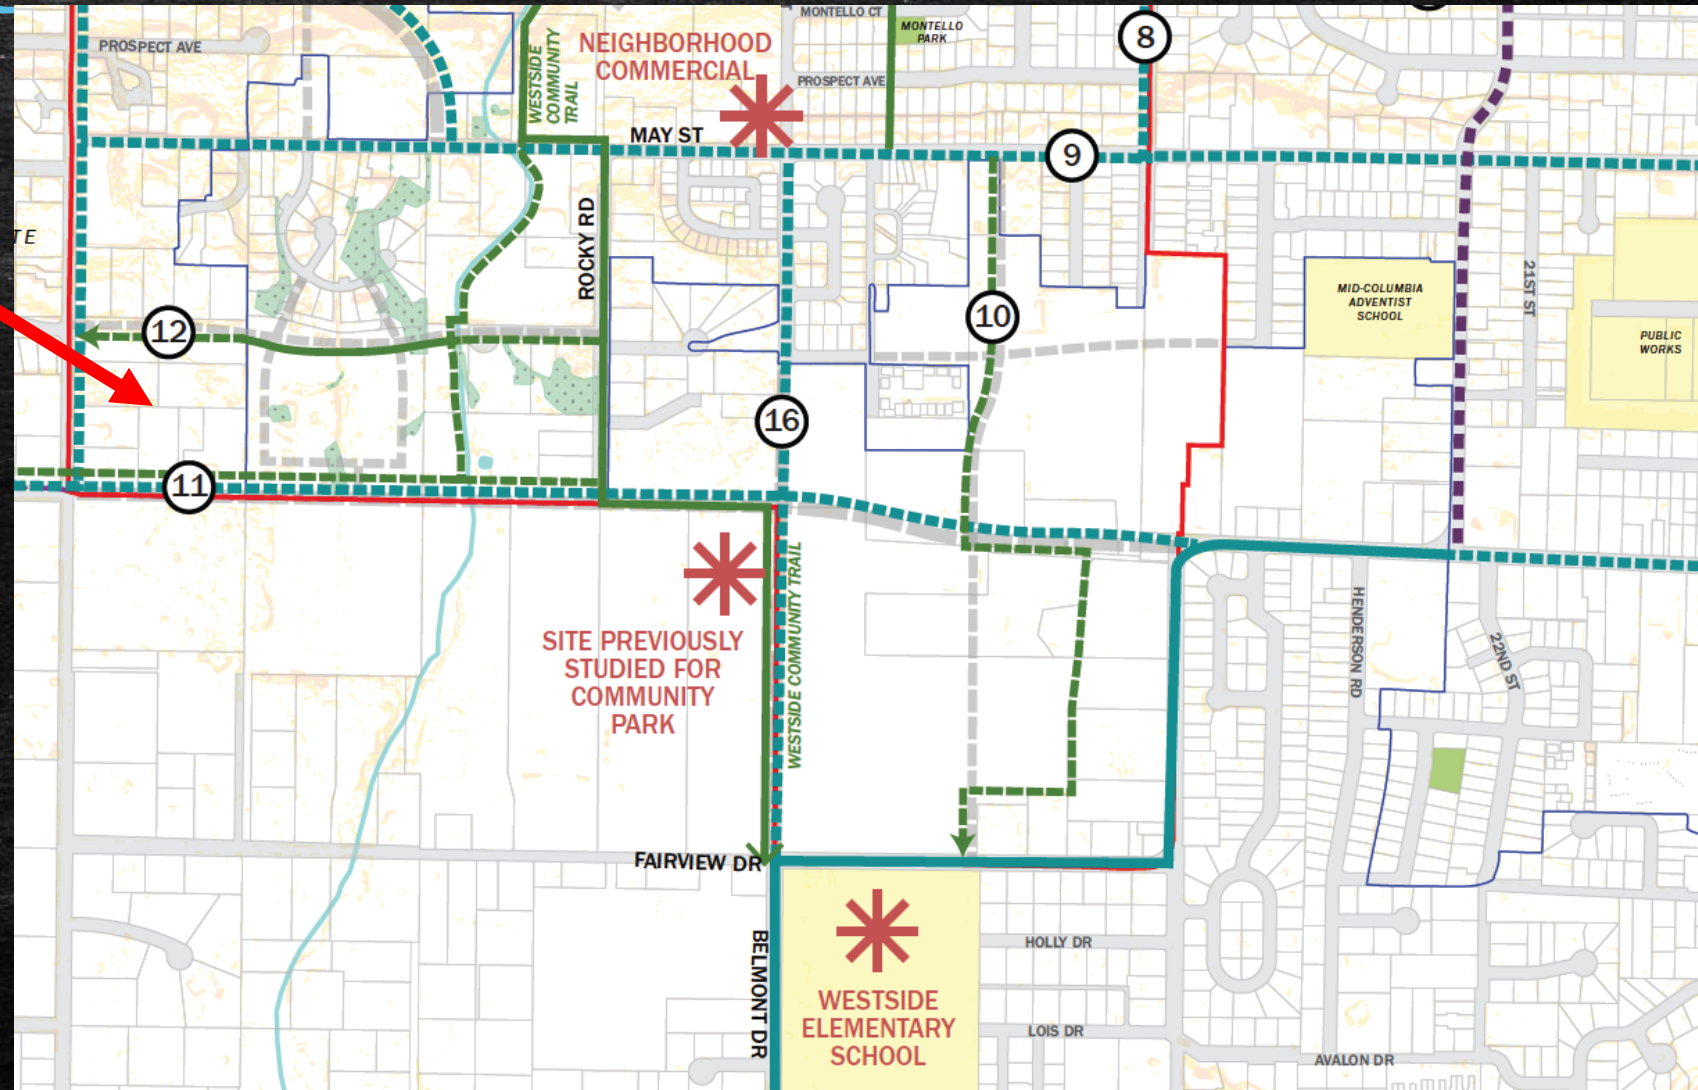 MONTELLO CT
MONTELLO
PARK
8
PROSPECT AVE
NEIGHBORHOOD
COMMERCIAL
WESTSIDE
COMMUNITY
TRAIL
PROSPECT AVE
MAY ST
9
ROCKY RD
TE
21ST ST
MID-COLUMBIA
ADVENTIST
SCHOOL
12
10
PUBLIC
WORKS
16
11
WESTSIDE COMMUNITY TRAIL
SITE PREVIOUSLY
STUDIED FOR
COMMUNITY
PARK
HENDERSON RD
22ND ST
FAIRVIEW DR
BELMONT DR
HOLLY DR
WESTSIDE
ELEMENTARY
SCHOOL
LOIS DR
AVALON DR